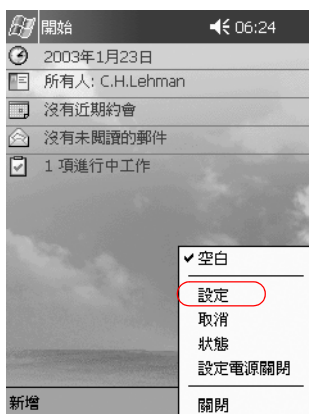 開始 06:24
2003年1月23日
所有人: C.H.Lehman
沒有近期約會
沒有未閱讀的郵件
1 項進行中工作
空白
設定
取消
狀態
設定電源關閉
關閉
新增